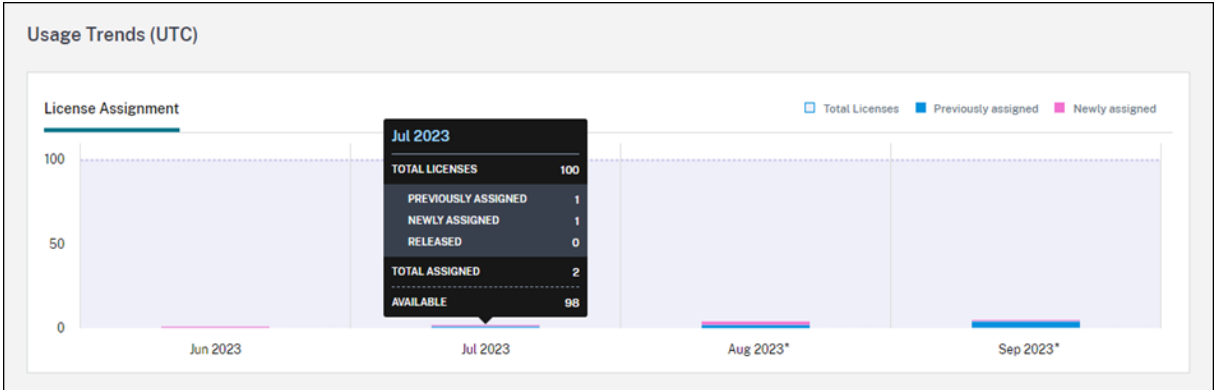 Usage Trends (UTC)
License Assignment
Total Licenses Previously assigned Newly assigned
Jul 2023
TOTAL LICENSES 100
PREVIOUSLY ASSIGNED 1
NEWLY ASSIGNED 1
RELEASED 0
TOTAL ASSIGNED 2
AVAILABLE 98
100
50
0
Jun 2023 Jul 2023 Aug 2023* Sep 2023*